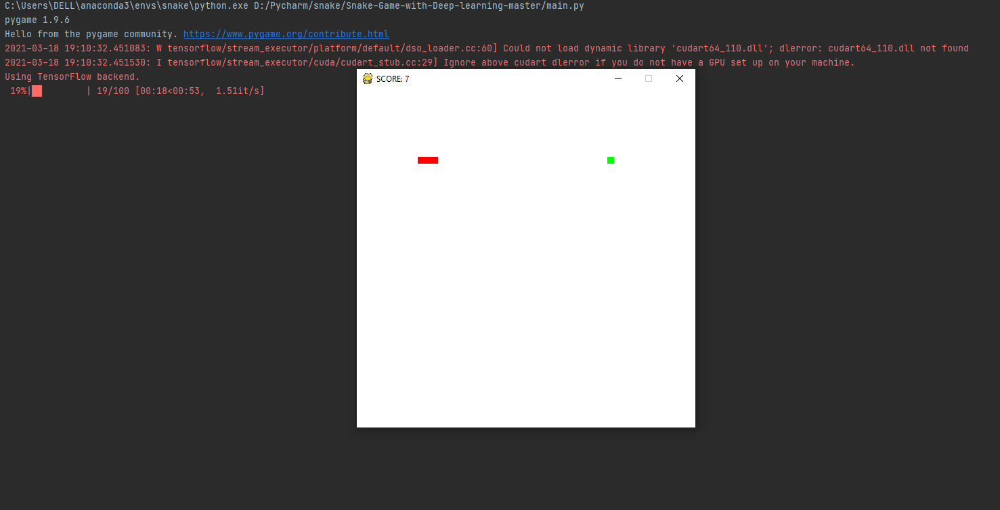 C:\Users\DELL\anaconda3\envs\snake\python.exe D:/Pycharm/snake/Snake-Game-with-Deep-learning-master/main.py
pygame 1.9.6
Hello from the pygame community. https://www.pygame.org/contribute.html
2021-03-18 19:10:32.451083: W tensorflow/stream_executor/platform/default/dso_loader.cc:60] Could not load dynamic library 'cudart64_110.dll'; dlerror: cudart64_110.dll not found
2021-03-18 19:10:32.451530: I tensorflow/stream_executor/cuda/cudart_stub.cc:29] Ignore above cudart dlerror if you do not have a GPU set up on your machine.
Using TensorFlow backend.
19%|██        | 19/100 [00:18<00:53,  1.51it/s]
SCORE: 7